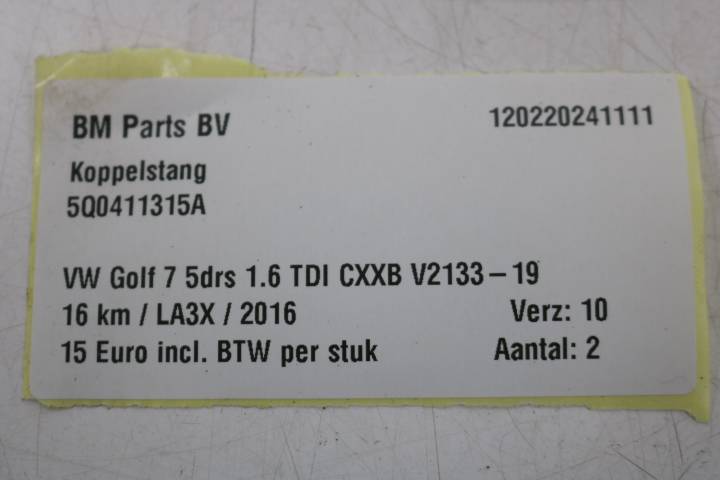 BM Parts BV 120220241111
Koppelstang
5Q0411315A
VW Golf 7 5drs 1.6 TDI CXXB V2133-19
16 km / LA3X / 2016 Verz: 10
15 Euro incl. BTW per stuk Aantal: 2